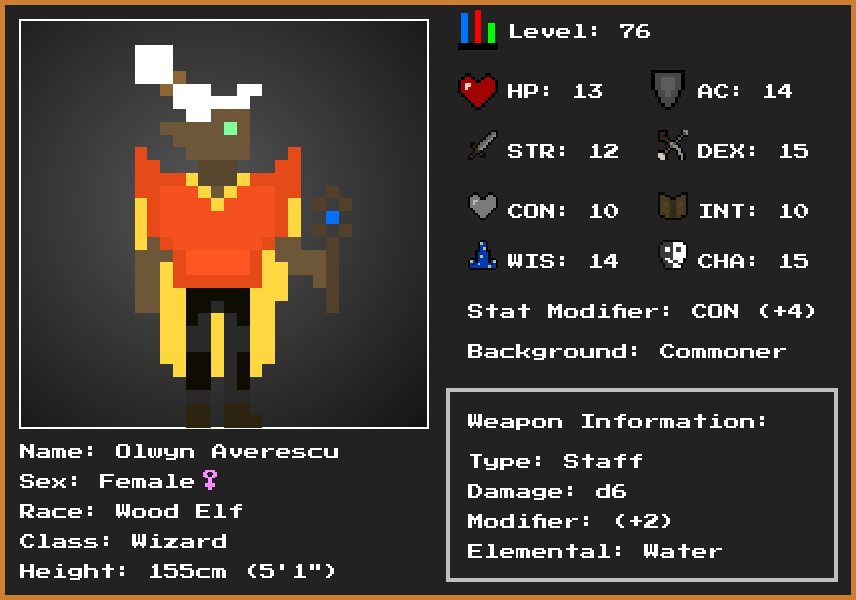 Level: 76
HP: 13
AC: 14
STR: 12
DEX: 15
CON: 10
INT: 10
WIS: 14
CHA: 15
Stat Modifier: CON (+4)
Background: Commoner
Weapon Information:
Type: Staff
Damage: d6
Modifier: (+2)
Elemental: Water
Name: Olwyn Averescu
Sex: Female♀
Race: Wood Elf
Class: Wizard
Height: 155cm (5'1")